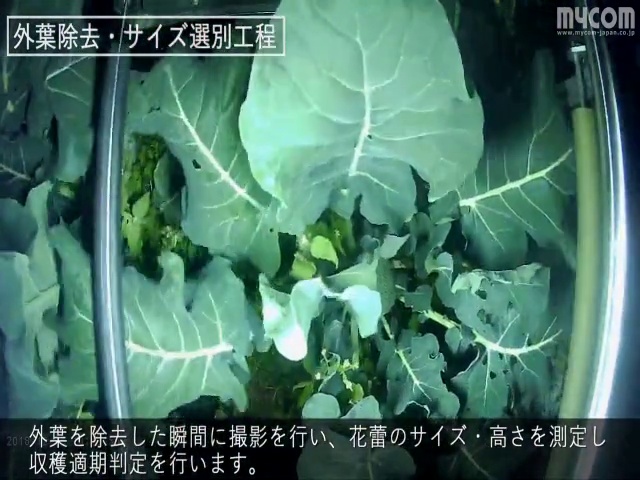 外葉除去・サイズ選別工程
mycom
www.mycom-japan.co.jp
外葉を除去した瞬間に撮影を行い、花蕾のサイズ・高さを測定し
収穫適期判定を行います。